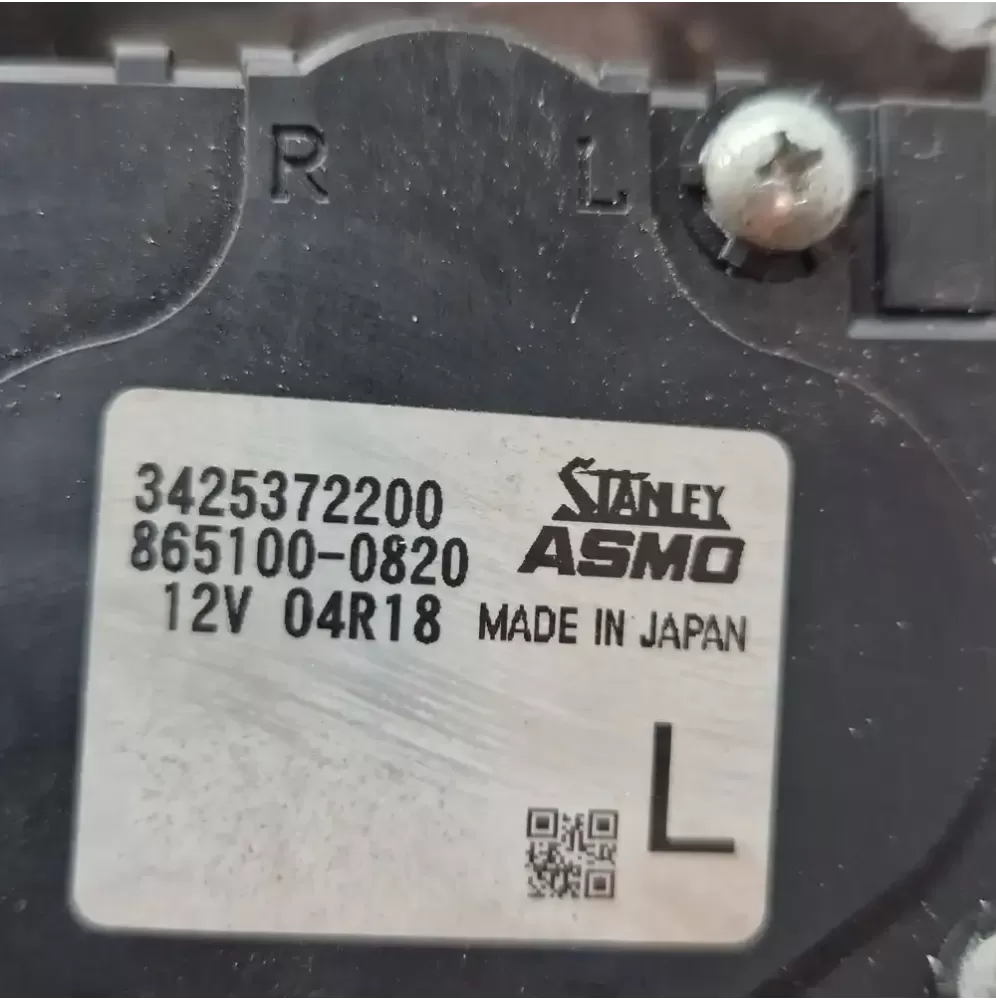 R L
3425372200
865100-0820
12V 04R18
STANLEY
ASMO
MADE IN JAPAN
L